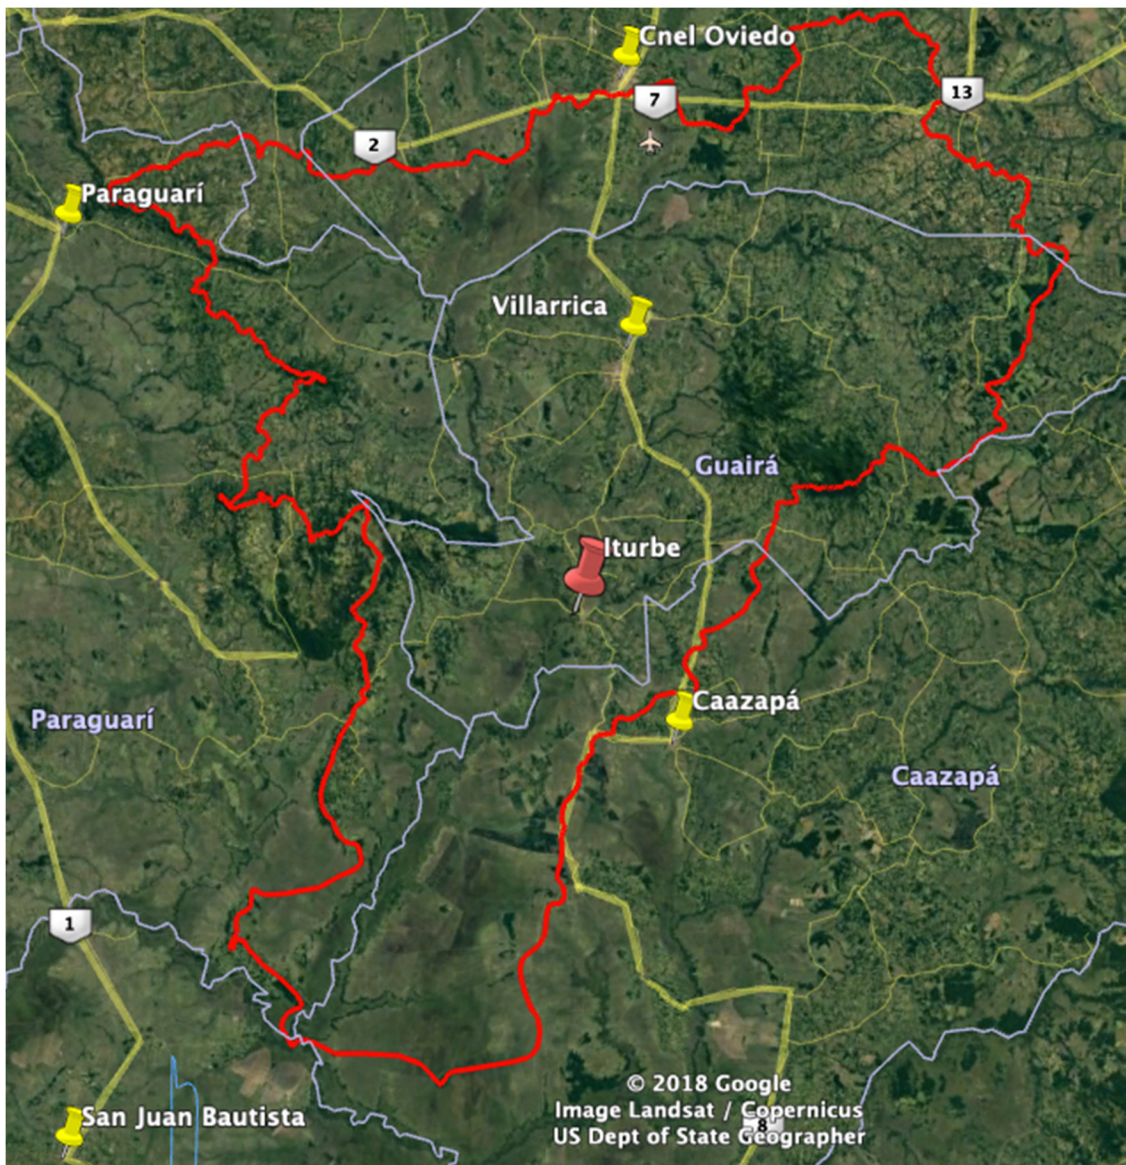 Cnel Oviedo
13
7
2
Paraguarí
Villarrica
Guairá
Iturbe
Caazapá
Paraguarí
Caazapá
1
© 2018 Google
Image Landsat / Copernicus
US Dept of State Geographer
8
San Juan Bautista